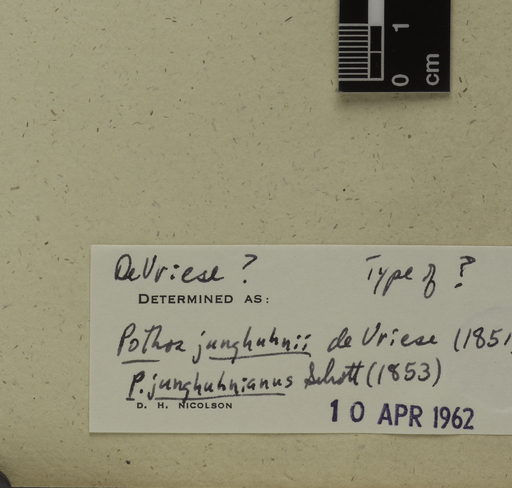 0 1
cm
DeVriese ? Type of ?
DETERMINED AS:
Pothos junghuhnii de Vriese (1851
P. junghuhnianus Schott (1853)
D. H. NICOLSON
10 APR 1962